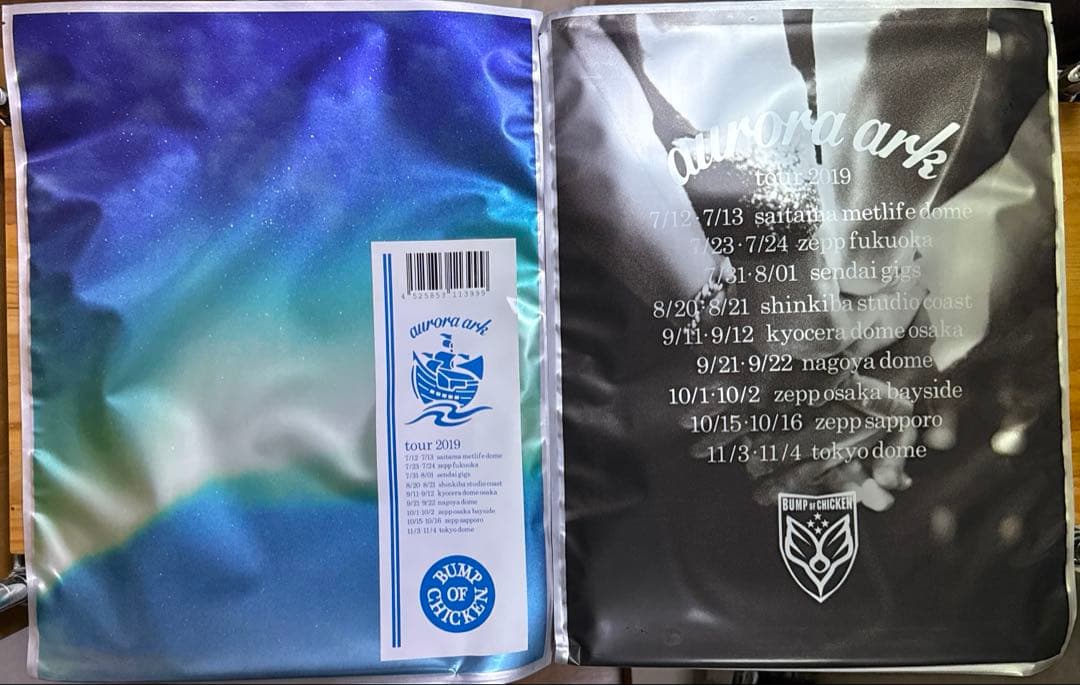 4 525853 113999
aurora ark
tour 2019
7/12 7/13 saitama metlife dome
7/23 7/24 zepp fukuoka
7/31 8/01 sendai gigs
8/20 8/21 shinkiba studio coast
9/11 9/12 kyocera dome osaka
9/21 9/22 nagoya dome
10/1 10/2 zepp osaka bayside
10/15 10/16 zepp sapporo
11/3 11/4 tokyo dome
BUMP
OF
CHICKEN
aurora ark
tour 2019
7/12·7/13 saitama metlife dome
7/23·7/24 zepp fukuoka
7/31·8/01 sendai gigs
8/20·8/21 shinkiba studio coast
9/11·9/12 kyocera dome osaka
9/21·9/22 nagoya dome
10/1·10/2 zepp osaka bayside
10/15·10/16 zepp sapporo
11/3·11/4 tokyo dome
BUMP OF CHICKEN